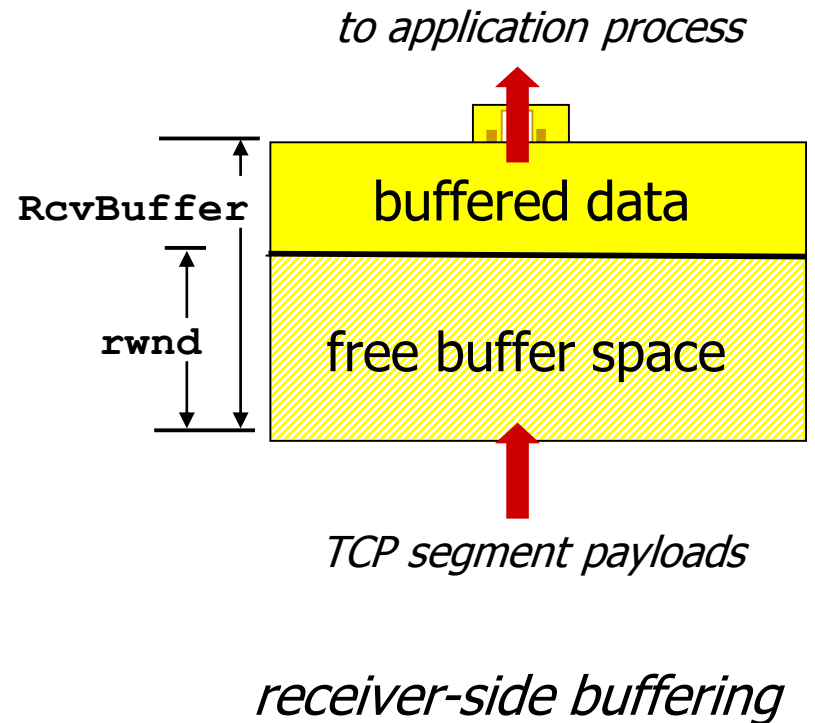 to application process
RcvBuffer
buffered data
rwnd
free buffer space
TCP segment payloads
receiver-side buffering